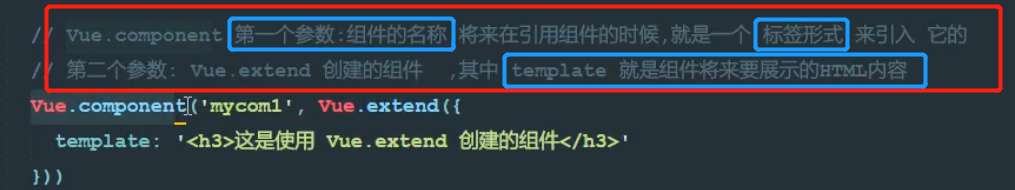 // Vue.component 第一个参数:组件的名称 将来在引用组件的时候,就是一个 标签形式 来引入 它的
// 第二个参数: Vue.extend 创建的组件 ,其中 template 就是组件将来要展示的HTML内容
Vue.component('mycom1', Vue.extend({
template: '<h3>这是使用 Vue.extend 创建的组件</h3>'
}))